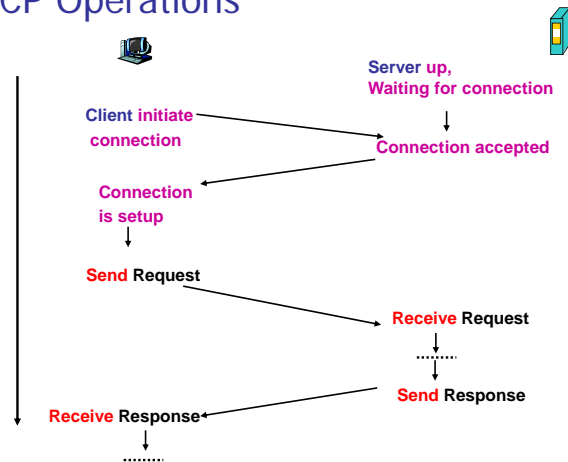 CP Operations
Server up,
Waiting for connection
Client initiate
connection
Connection accepted
Connection
is setup
Send Request
Receive Request
Send Response
Receive Response